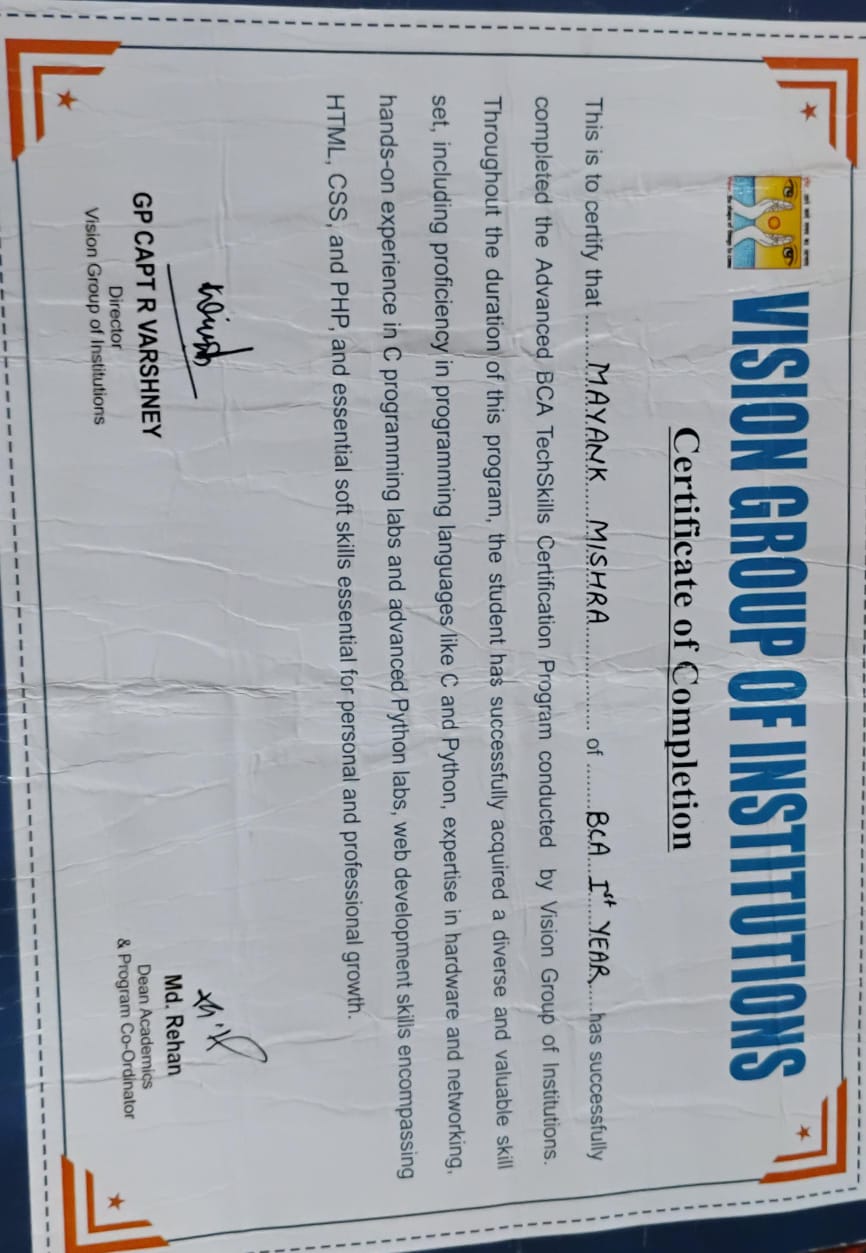 VISION GROUP OF INSTITUTIONS
Certificate of Completion
This is to certify that ..........MAYANK MISHRA.......... of ..........BCA Ist YEAR..........has successfully
completed the Advanced BCA TechSkills Certification Program conducted by Vision Group of Institutions.
Throughout the duration of this program, the student has successfully acquired a diverse and valuable skill
set, including proficiency in programming languages like C and Python, expertise in hardware and networking,
hands-on experience in C programming labs and advanced Python labs, web development skills encompassing
HTML, CSS, and PHP, and essential soft skills essential for personal and professional growth.
GP CAPT R VARSHNEY
Director
Vision Group of Institutions
Md. Rehan
Dean Academics
& Program Co-Ordinator